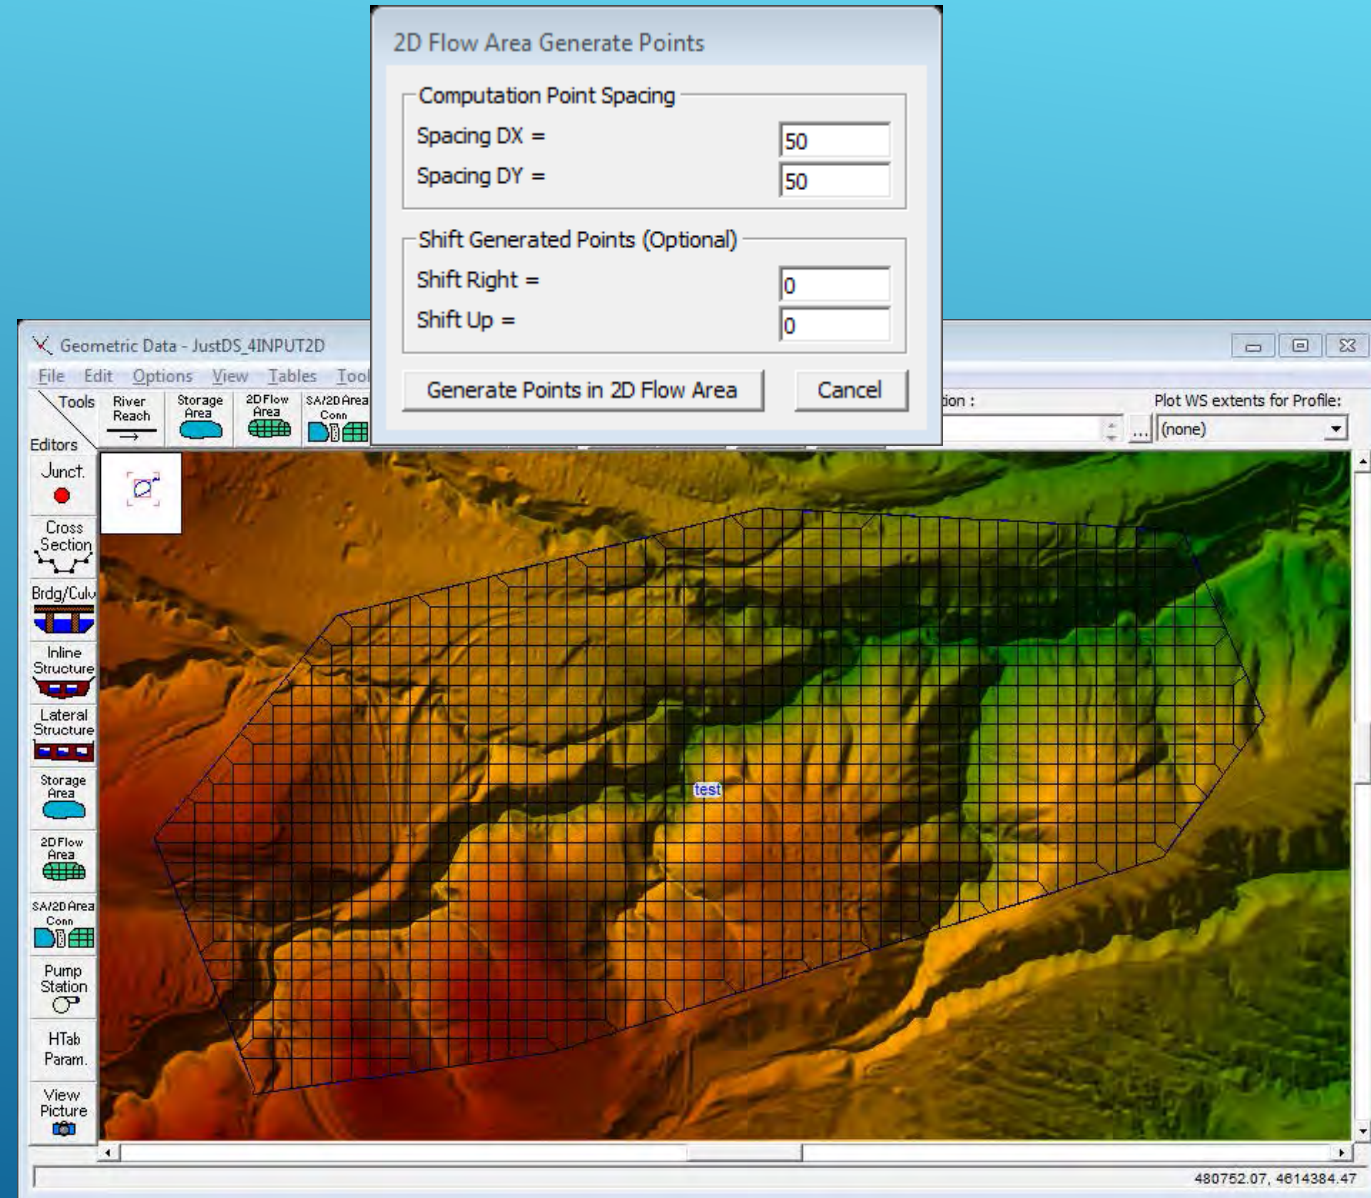 2D Flow Area Generate Points
Computation Point Spacing
Spacing DX = 50
Spacing DY = 50
Shift Generated Points (Optional)
Shift Right = 0
Shift Up = 0
Generate Points in 2D Flow Area Cancel
Geometric Data - JustDS_4INPUT2D
File Edit Options View Tables Tool
Tools
Editors
River
Reach
Storage
Area
2D Flow
Area
SA/2D Area
Conn
tion :
...
Plot WS extents for Profile:
(none)
Junct.
Cross
Section
Brdg/Culv
Inline
Structure
Lateral
Structure
Storage
Area
2D Flow
Area
SA/2D Area
Conn
Pump
Station
HTab
Param.
View
Picture
test
480752.07, 4614384.47